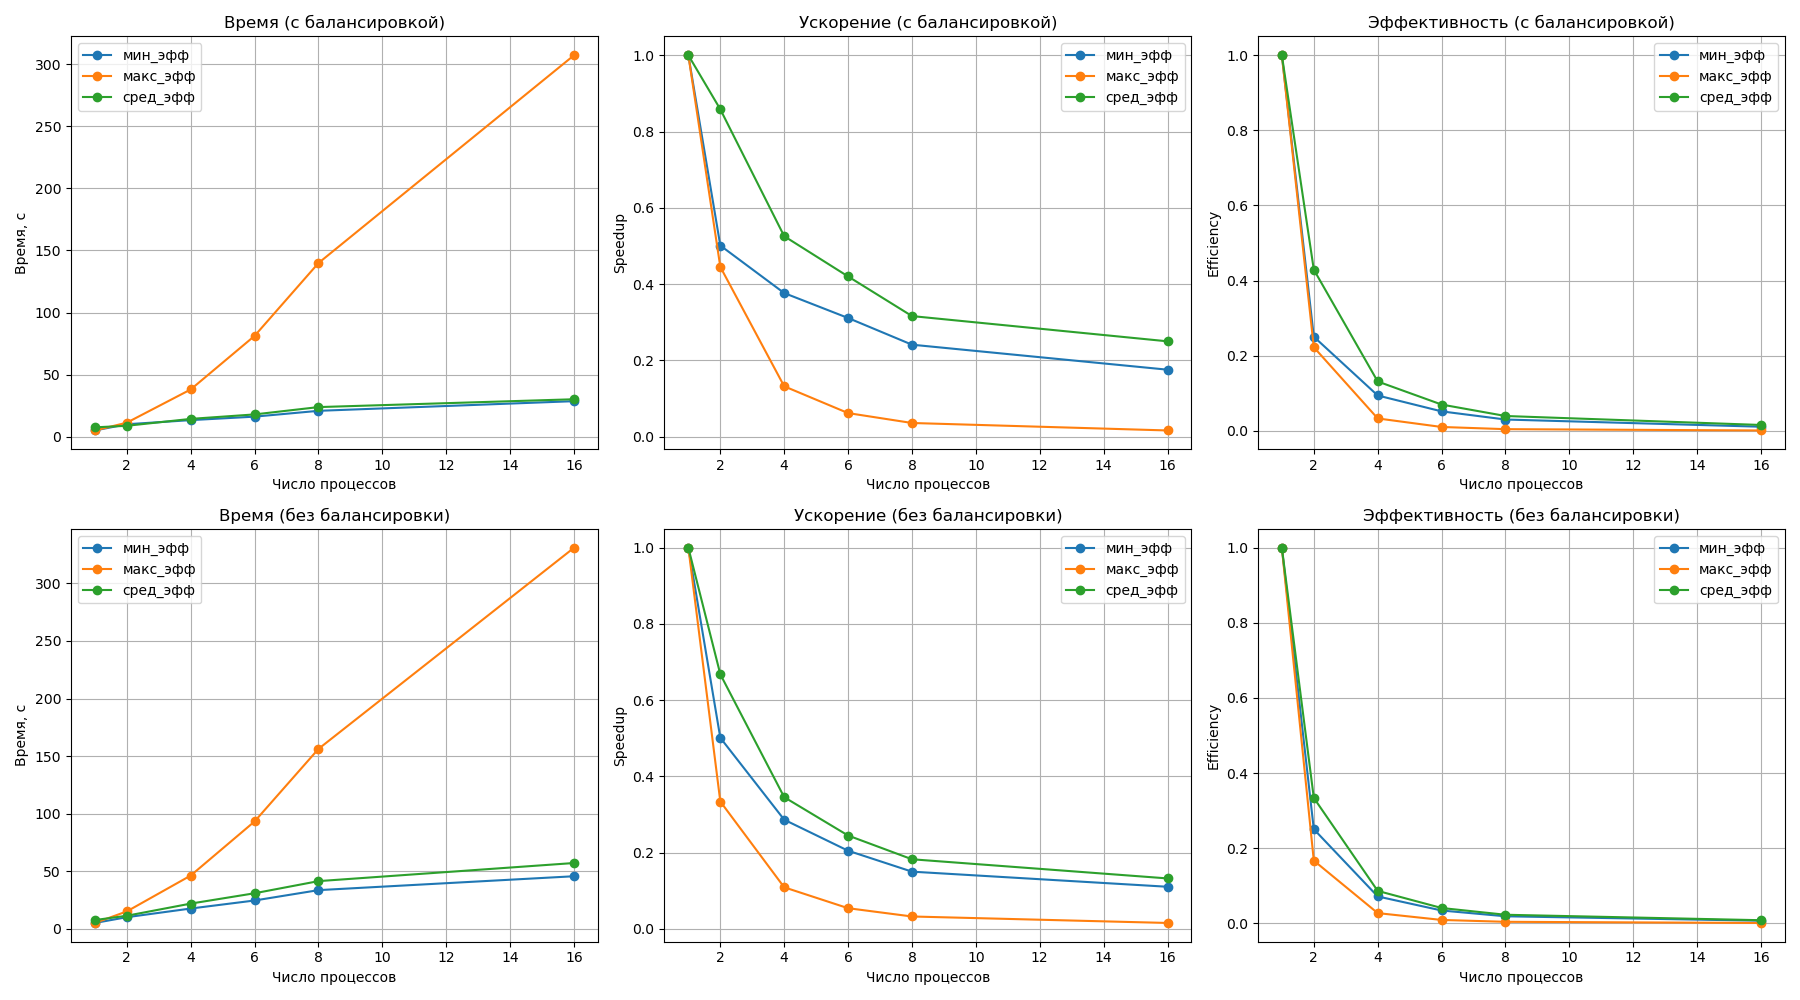 Время (с балансировкой)
мин_эфф
макс_эфф
сред_эфф
300
250
200
150
100
50
0
Время, с
2 4 6 8 10 12 14 16
Число процессов
Ускорение (с балансировкой)
мин_эфф
макс_эфф
сред_эфф
1.0
0.8
0.6
0.4
0.2
0.0
Speedup
2 4 6 8 10 12 14 16
Число процессов
Эффективность (с балансировкой)
мин_эфф
макс_эфф
сред_эфф
1.0
0.8
0.6
0.4
0.2
0.0
Efficiency
2 4 6 8 10 12 14 16
Число процессов
Время (без балансировки)
мин_эфф
макс_эфф
сред_эфф
300
250
200
150
100
50
0
Время, с
2 4 6 8 10 12 14 16
Число процессов
Ускорение (без балансировки)
мин_эфф
макс_эфф
сред_эфф
1.0
0.8
0.6
0.4
0.2
0.0
Speedup
2 4 6 8 10 12 14 16
Число процессов
Эффективность (без балансировки)
мин_эфф
макс_эфф
сред_эфф
1.0
0.8
0.6
0.4
0.2
0.0
Efficiency
2 4 6 8 10 12 14 16
Число процессов